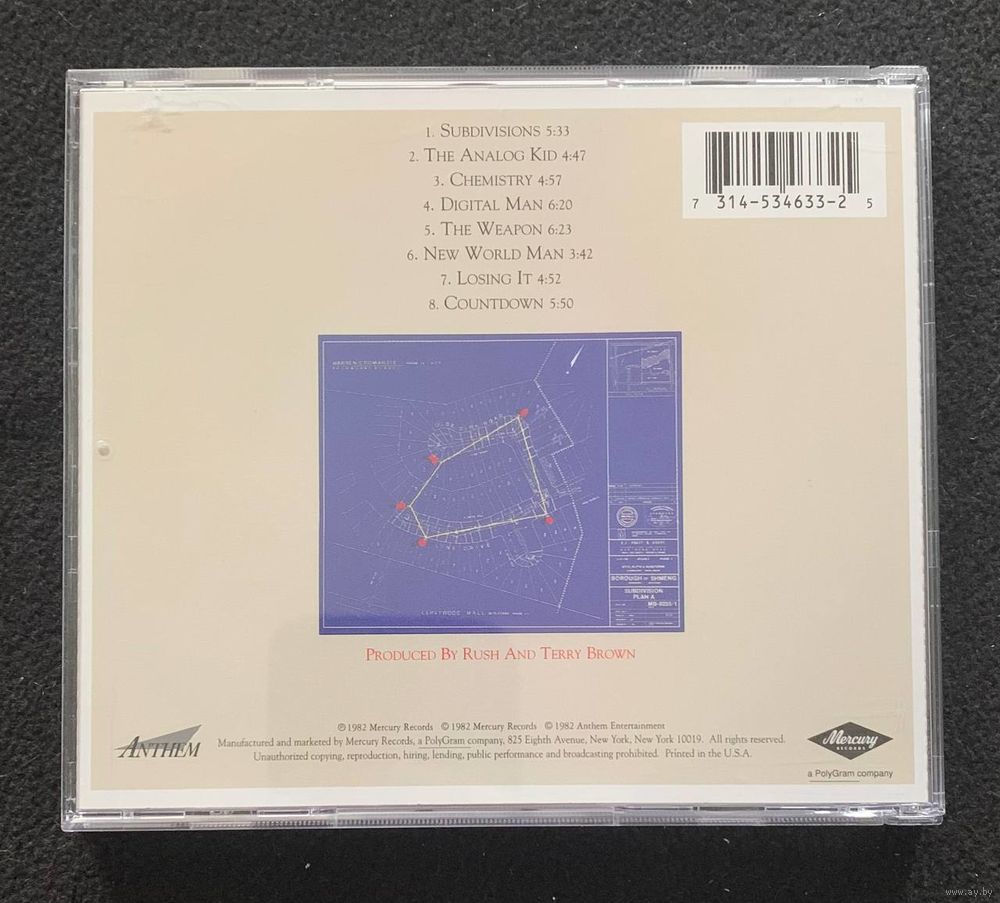 1. SUBDIVISIONS 5:33
2. THE ANALOG KID 4:47
3. CHEMISTRY 4:57
4. DIGITAL MAN 6:20
5. THE WEAPON 6:23
6. NEW WORLD MAN 3:42
7. LOSING IT 4:52
8. COUNTDOWN 5:50
7 314-534633-2 5
BOROUGH OF SHMENG
SUBDIVISION
PLAN A
PRODUCED BY RUSH AND TERRY BROWN
ANTHEM
℗ 1982 Mercury Records © 1982 Mercury Records © 1982 Anthem Entertainment
Manufactured and marketed by Mercury Records, a PolyGram company, 825 Eighth Avenue, New York, New York 10019. All rights reserved.
Unauthorized copying, reproduction, hiring, lending, public performance and broadcasting prohibited. Printed in the U.S.A.
Mercury
RECORDS
a PolyGram company
www.ay.by